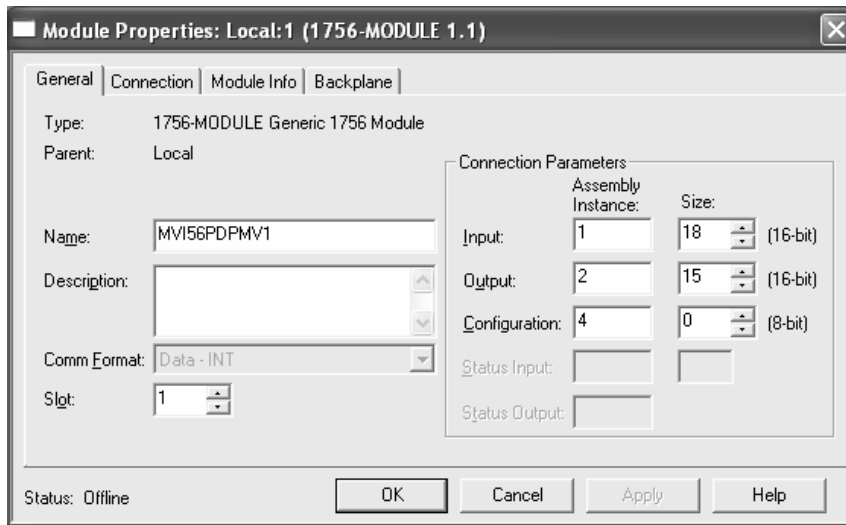 Module Properties: Local:1 (1756-MODULE 1.1)
General Connection Module Info Backplane
Type: 1756-MODULE Generic 1756 Module
Parent: Local
Connection Parameters
Assembly Instance: Size:
Name: MVI56PDPMV1
Input: 1 18 (16-bit)
Description:
Output: 2 15 (16-bit)
Configuration: 4 0 (8-bit)
Comm Format: Data - INT
Status Input:
Slot: 1
Status Output:
Status: Offline
OK Cancel Apply Help